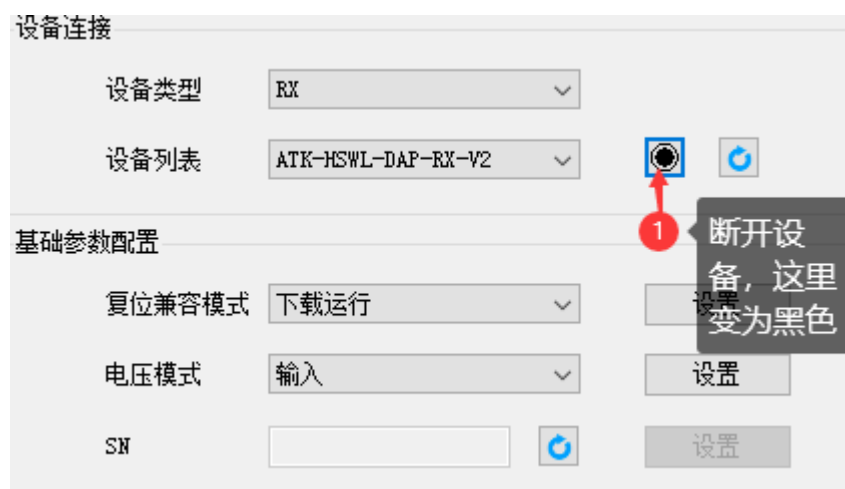 设备连接
设备类型 RX
设备列表 ATK-HSWL-DAP-RX-V2
1 断开设
备，这里
变为黑色
基础参数配置
复位兼容模式 下载运行 设置
电压模式 输入 设置
SN 设置